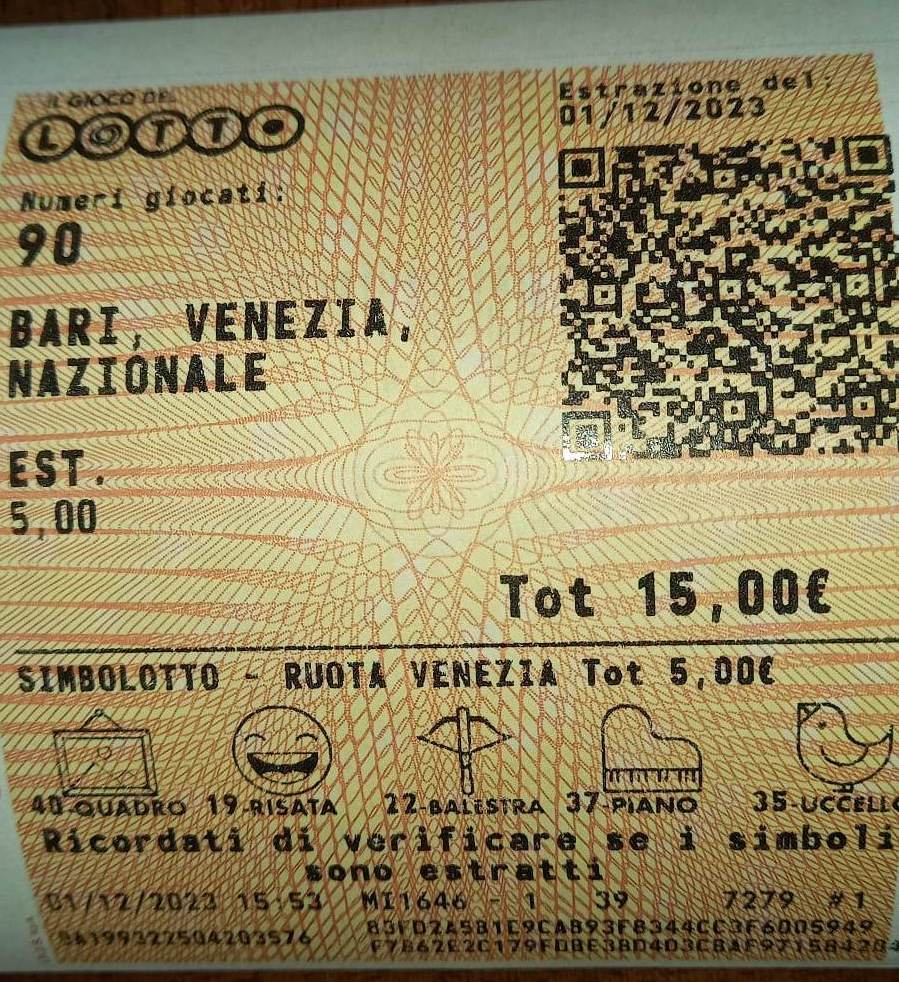 IL GIOCO DEL
LOTTO
Estrazione del:
01/12/2023
Numeri giocati:
90
BARI, VENEZIA,
NAZIONALE
EST.
5,00
Tot 15,00€
SIMBOLOTTO - RUOTA VENEZIA Tot 5,00€
40-QUADRO 19-RISATA 22-BALESTRA 37-PIANO 35-UCCELLO
Ricordati di verificare se i simboli
sono estratti
01/12/2023 15:53 MI1646 - 1 39 7279 #1